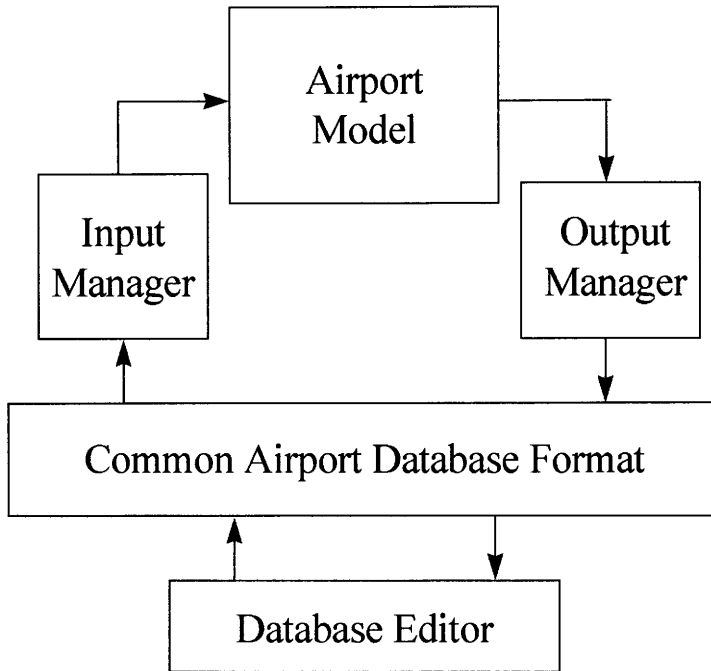 Airport
Model
Input
Manager
Output
Manager
Common Airport Database Format
Database Editor